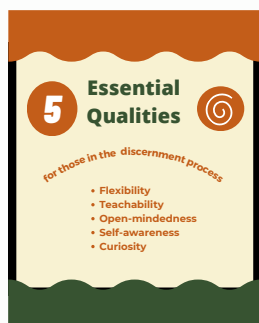 5
Essential
Qualities
for those in the discernment process
Flexibility
Teachability
Open-mindedness
Self-awareness
Curiosity